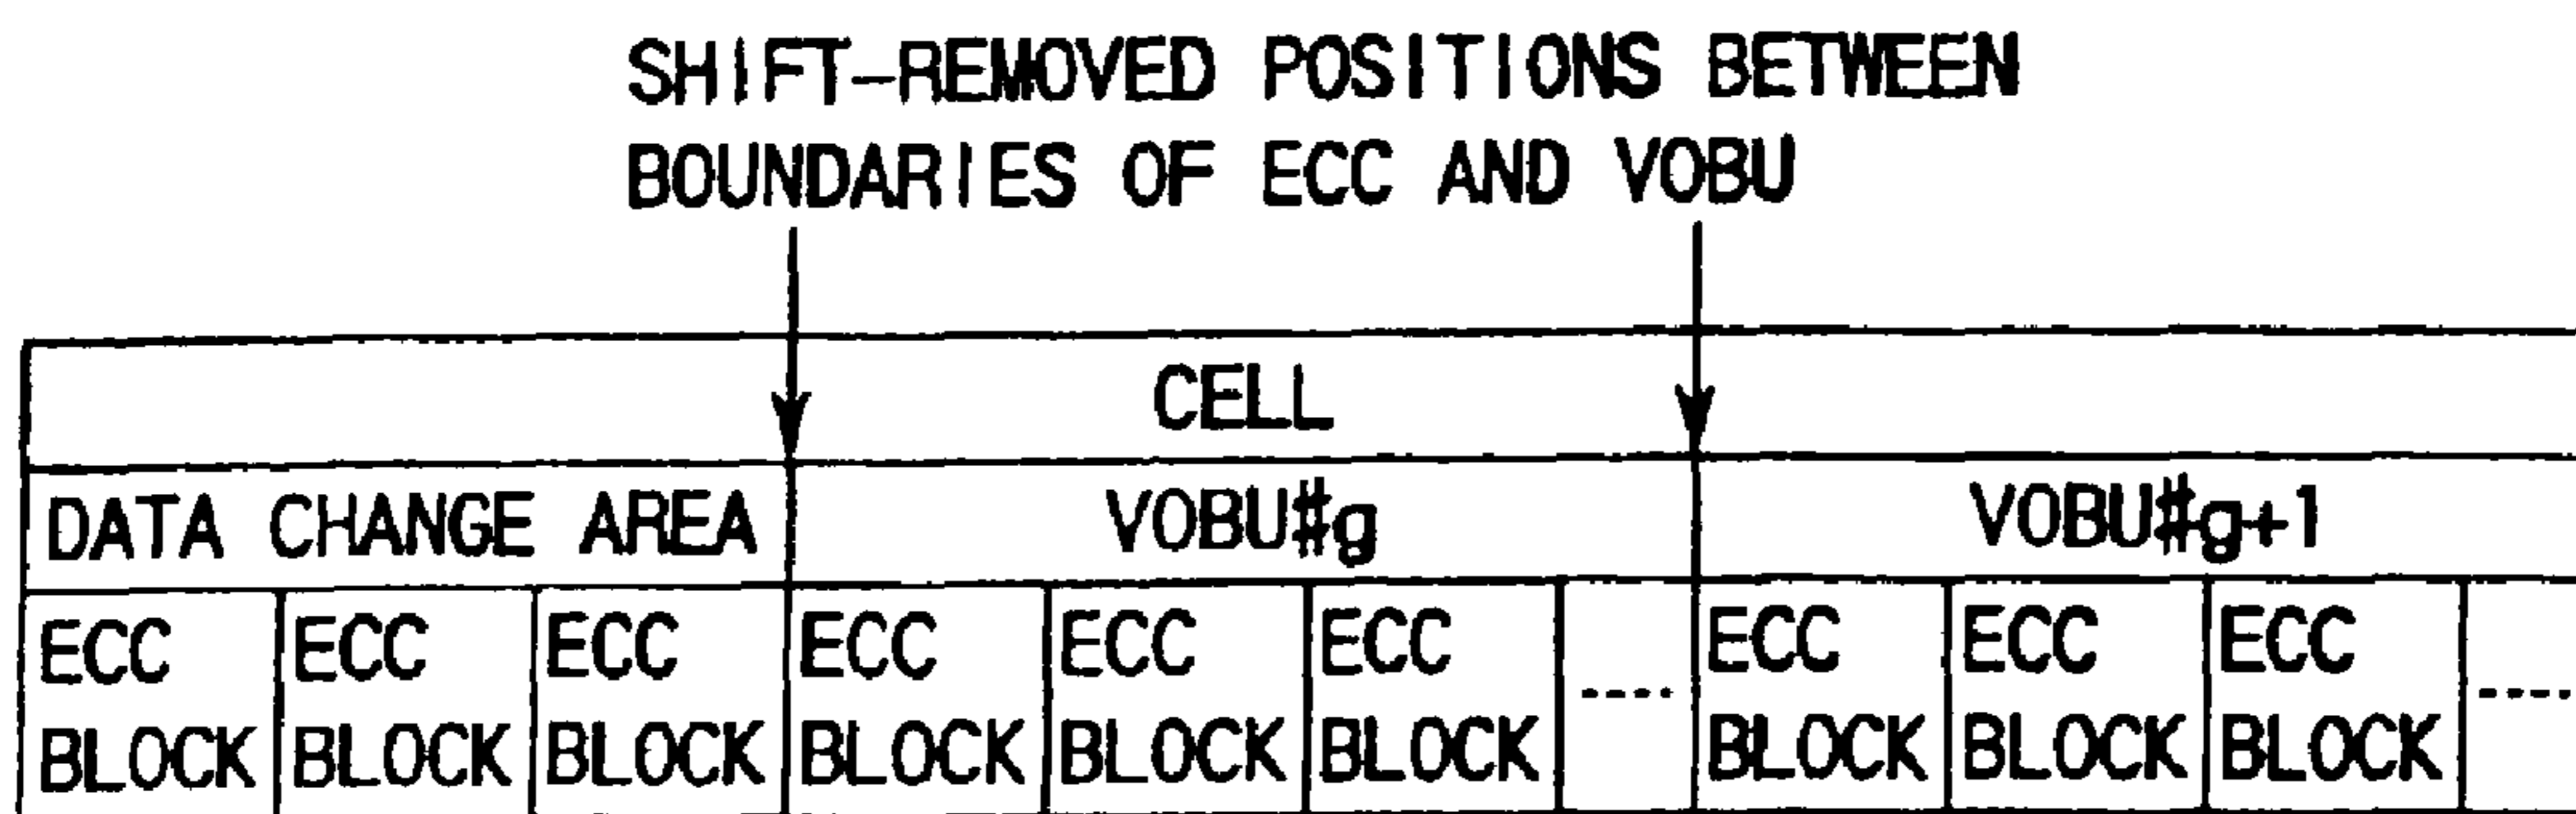 SHIFT-REMOVED POSITIONS BETWEEN
BOUNDARIES OF ECC AND VOBU
CELL
DATA CHANGE AREA VOBU#g VOBU#g+1
ECC ECC ECC ECC ECC ECC ---- ECC ECC ECC ----
BLOCK BLOCK BLOCK BLOCK BLOCK BLOCK BLOCK BLOCK BLOCK